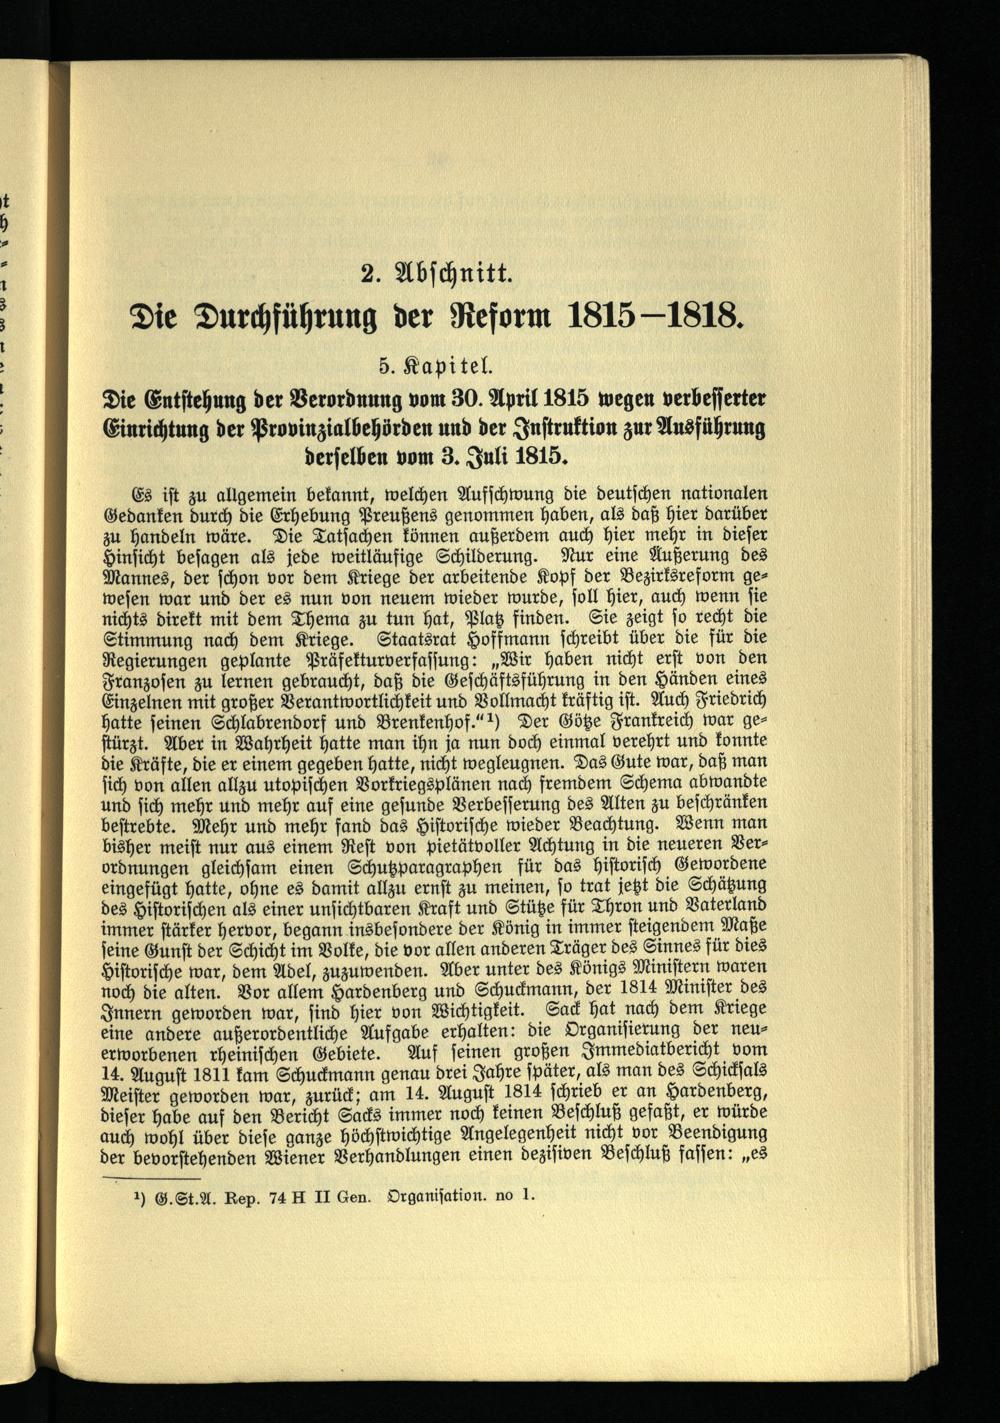 2. Abschnitt.
Die Durchführung der Reform 1815—1818.
5. Kapitel.
Die Entstehung der Verordnung vom 30. April 1815 wegen verbesserter
Einrichtung der Provinzialbehörden und der Instruktion zur Ausführung
derselben vom 3. Juli 1815.
Es ist zu allgemein bekannt, welchen Aufschwung die deutschen nationalen
Gedanken durch die Erhebung Preußens genommen haben, als daß hier darüber
zu handeln wäre. Die Tatsachen können außerdem auch hier mehr in dieser
Hinsicht besagen als jede weitläufige Schilderung. Nur eine Äußerung des
Mannes, der schon vor dem Kriege der arbeitende Kopf der Bezirksreform ge-
wesen war und der es nun von neuem wieder wurde, soll hier, auch wenn sie
nichts direkt mit dem Thema zu tun hat, Platz finden. Sie zeigt so recht die
Stimmung nach dem Kriege. Staatsrat Hoffmann schreibt über die für die
Regierungen geplante Präfekturverfassung: „Wir haben nicht erst von den
Franzosen zu lernen gebraucht, daß die Geschäftsführung in den Händen eines
Einzelnen mit großer Verantwortlichkeit und Vollmacht kräftig ist. Auch Friedrich
hatte seinen Schlabrendorf und Brenkenhof.“¹) Der Götze Frankreich war ge-
stürzt. Aber in Wahrheit hatte man ihn ja nun doch einmal verehrt und konnte
die Kräfte, die er einem gegeben hatte, nicht wegleugnen. Das Gute war, daß man
sich von allen allzu utopischen Vorkriegsplänen nach fremdem Schema abwandte
und sich mehr und mehr auf eine gesunde Verbesserung des Alten zu beschränken
bestrebte. Mehr und mehr fand das Historische wieder Beachtung. Wenn man
bisher meist nur aus einem Rest von pietätvoller Achtung in die neueren Ver-
ordnungen gleichsam einen Schutzparagraphen für das historisch Gewordene
eingefügt hatte, ohne es damit allzu ernst zu meinen, so trat jetzt die Schätzung
des Historischen als einer unsichtbaren Kraft und Stütze für Thron und Vaterland
immer stärker hervor, begann insbesondere der König in immer steigendem Maße
seine Gunst der Schicht im Volke, die vor allen anderen Träger des Sinnes für dies
Historische war, dem Adel, zuzuwenden. Aber unter des Königs Ministern waren
noch die alten. Vor allem Hardenberg und Schuckmann, der 1814 Minister des
Innern geworden war, sind hier von Wichtigkeit. Sack hat nach dem Kriege
eine andere außerordentliche Aufgabe erhalten: die Organisierung der neu-
erworbenen rheinischen Gebiete. Auf seinen großen Immediatbericht vom
14. August 1811 kam Schuckmann genau drei Jahre später, als man des Schicksals
Meister geworden war, zurück; am 14. August 1814 schrieb er an Hardenberg,
dieser habe auf den Bericht Sacks immer noch keinen Beschluß gefaßt, er würde
auch wohl über diese ganze höchstwichtige Angelegenheit nicht vor Beendigung
der bevorstehenden Wiener Verhandlungen einen dezisiven Beschluß fassen: „es
¹) G.St.A. Rep. 74 H II Gen. Organisation. no 1.